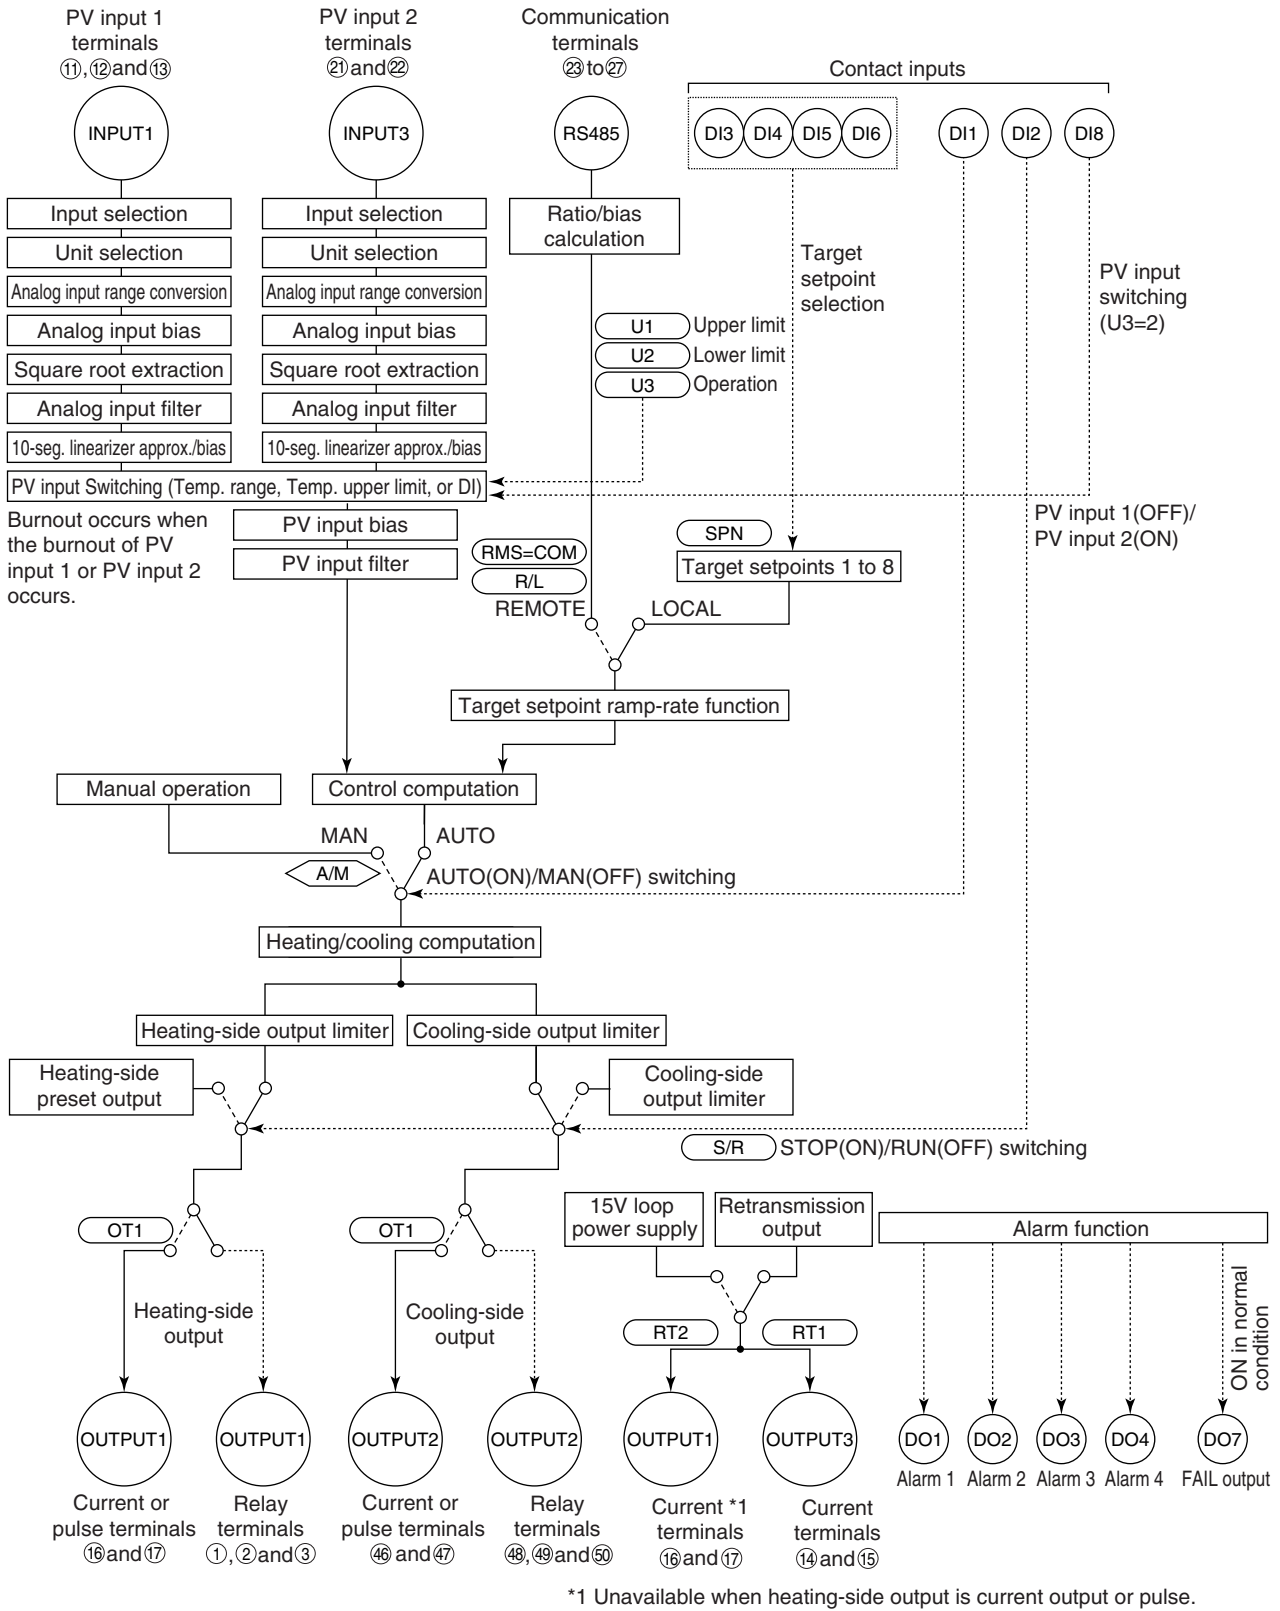 PV input 1
terminals
⑪,⑫and⑬
PV input 2
terminals
㉑and㉒
Communication
terminals
㉓to㉗
Contact inputs
INPUT1
INPUT3
RS485
DI3
DI4
DI5
DI6
DI1
DI2
DI8
Input selection
Unit selection
Analog input range conversion
Analog input bias
Square root extraction
Analog input filter
10-seg. linearizer approx./bias
Input selection
Unit selection
Analog input range conversion
Analog input bias
Square root extraction
Analog input filter
10-seg. linearizer approx./bias
Ratio/bias
calculation
Target
setpoint
selection
PV input
switching
(U3=2)
U1 Upper limit
U2 Lower limit
U3 Operation
PV input Switching (Temp. range, Temp. upper limit, or DI)
Burnout occurs when
the burnout of PV
input 1 or PV input 2
occurs.
PV input bias
PV input filter
PV input 1(OFF)/
PV input 2(ON)
RMS=COM
R/L
REMOTE
LOCAL
SPN
Target setpoints 1 to 8
Target setpoint ramp-rate function
Manual operation
Control computation
MAN
AUTO
A/M
AUTO(ON)/MAN(OFF) switching
Heating/cooling computation
Heating-side output limiter
Cooling-side output limiter
Heating-side
preset output
Cooling-side
output limiter
S/R STOP(ON)/RUN(OFF) switching
OT1
OT1
15V loop
power supply
Retransmission
output
Alarm function
Heating-side
output
Cooling-side
output
RT2
RT1
ON in normal
condition
OUTPUT1
OUTPUT1
OUTPUT2
OUTPUT2
OUTPUT1
OUTPUT3
DO1
DO2
DO3
DO4
DO7
Alarm 1
Alarm 2
Alarm 3
Alarm 4
FAIL output
Current or
pulse terminals
⑯and⑰
Relay
terminals
①,②and③
Current or
pulse terminals
㊻ and ㊼
Relay
terminals
㊽,㊾and ㊿
Current *1
terminals
⑯and ⑰
Current
terminals
⑭ and⑮
*1 Unavailable when heating-side output is current output or pulse.